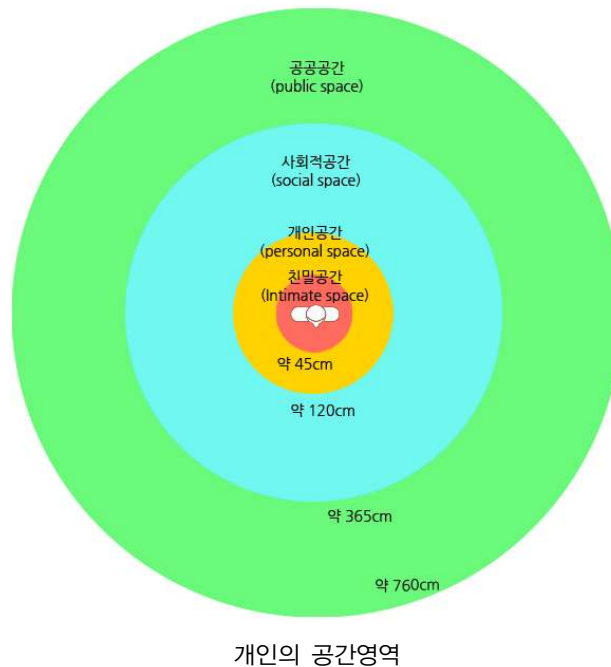 공공공간
(public space)
사회적공간
(social space)
개인공간
(personal space)
친밀공간
(Intimate space)
약 45cm
약 120cm
약 365cm
약 760cm
개인의 공간영역